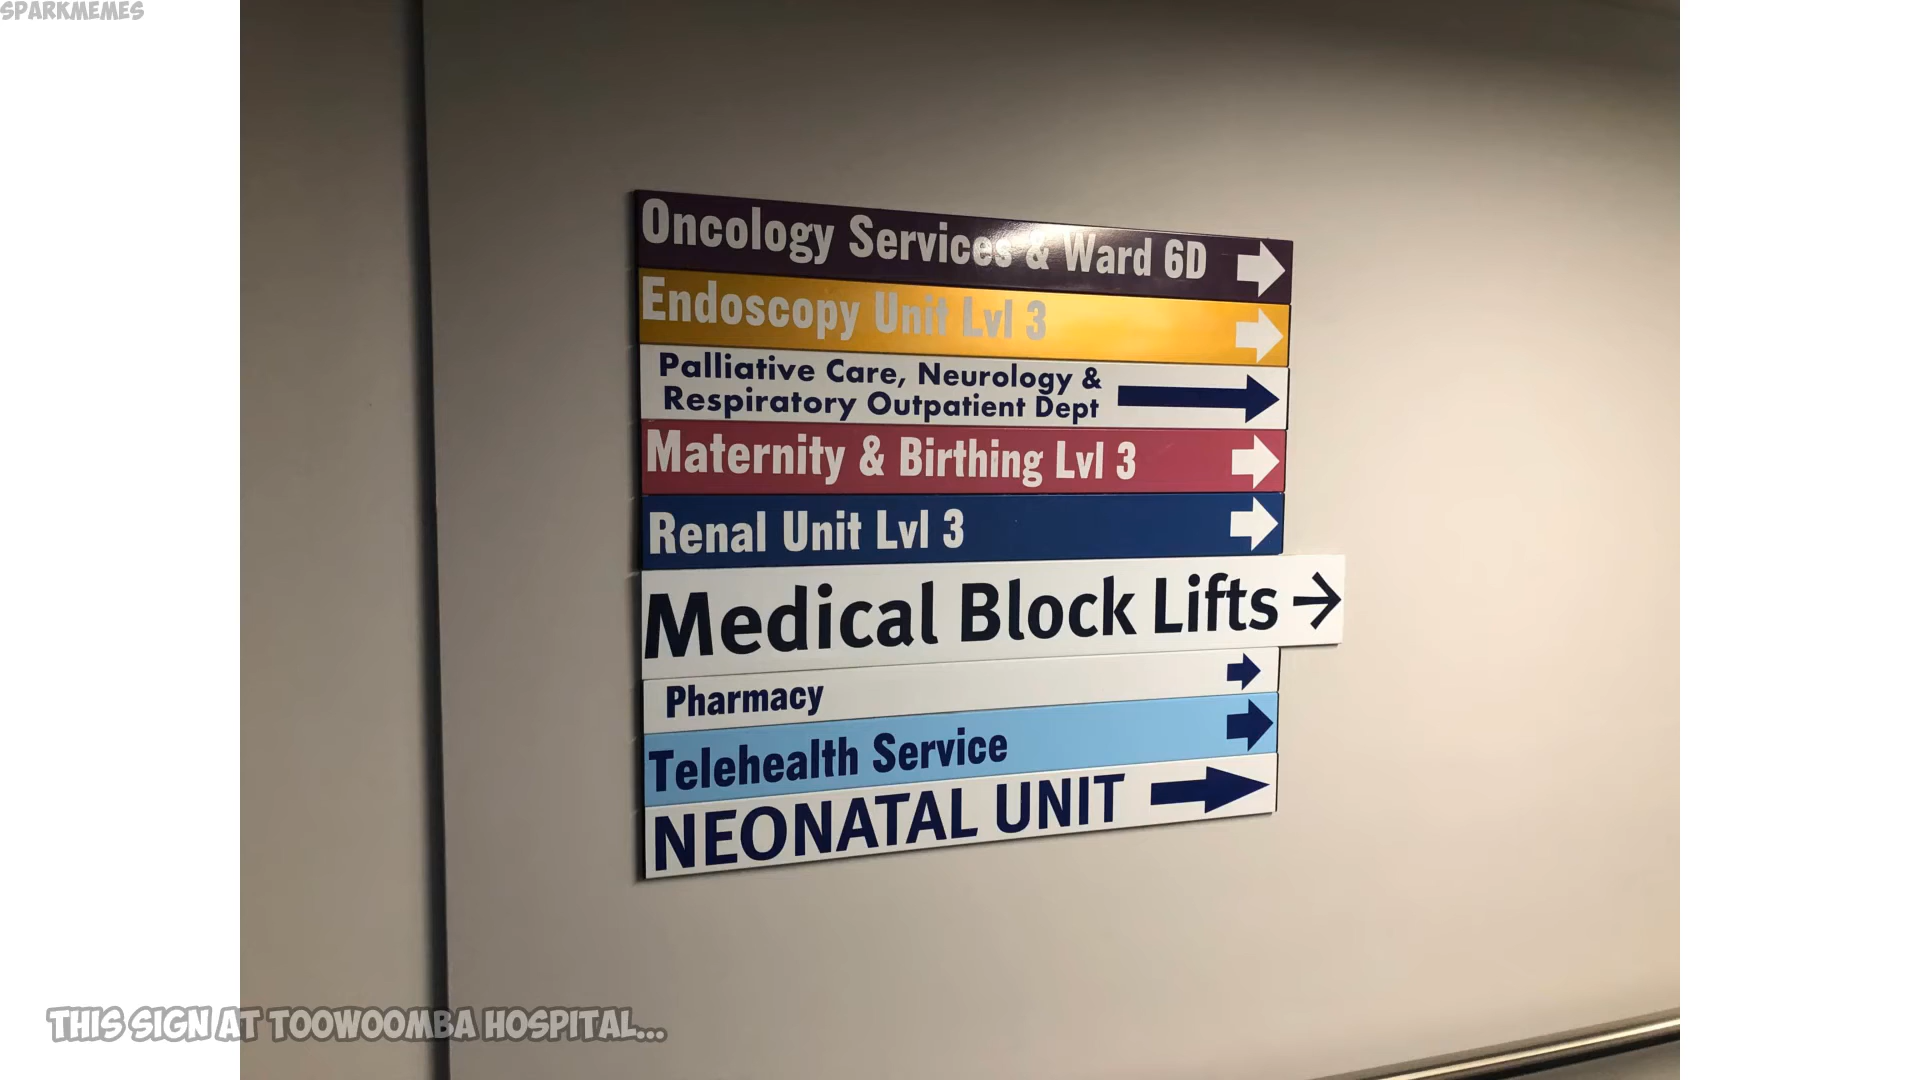 SPARKMEMES
Oncology Services & Ward 6D
Endoscopy Unit Lvl 3
Palliative Care, Neurology &
Respiratory Outpatient Dept
Maternity & Birthing Lvl 3
Renal Unit Lvl 3
Medical Block Lifts
Pharmacy
Telehealth Service
NEONATAL UNIT
THIS SIGN AT TOOWOOMBA HOSPITAL...